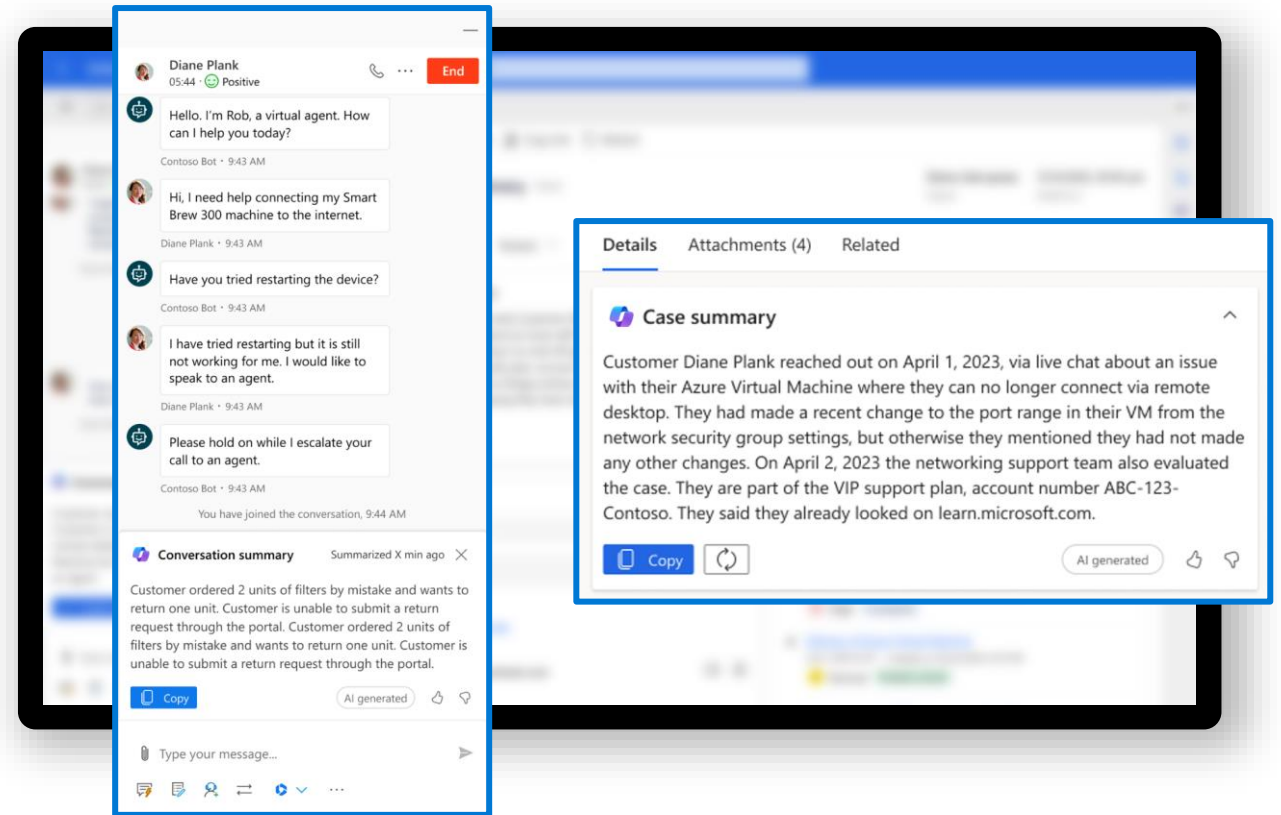 Diane Plank
05:44 · Positive
End
Hello. I'm Rob, a virtual agent. How
can I help you today?
Contoso Bot • 9:43 AM
Hi, I need help connecting my Smart
Brew 300 machine to the internet.
Diane Plank • 9:43 AM
Have you tried restarting the device?
Contoso Bot • 9:43 AM
I have tried restarting but it is still
not working for me. I would like to
speak to an agent.
Diane Plank • 9:43 AM
Please hold on while I escalate your
call to an agent.
Contoso Bot • 9:43 AM
You have joined the conversation, 9:44 AM
Conversation summary
Summarized X min ago
Customer ordered 2 units of filters by mistake and wants to
return one unit. Customer is unable to submit a return
request through the portal. Customer ordered 2 units of
filters by mistake and wants to return one unit. Customer is
unable to submit a return request through the portal.
Copy
AI generated
Type your message...
Details
Attachments (4)
Related
Case summary
Customer Diane Plank reached out on April 1, 2023, via live chat about an issue
with their Azure Virtual Machine where they can no longer connect via remote
desktop. They had made a recent change to the port range in their VM from the
network security group settings, but otherwise they mentioned they had not made
any other changes. On April 2, 2023 the networking support team also evaluated
the case. They are part of the VIP support plan, account number ABC-123-
Contoso. They said they already looked on learn.microsoft.com.
Copy
AI generated